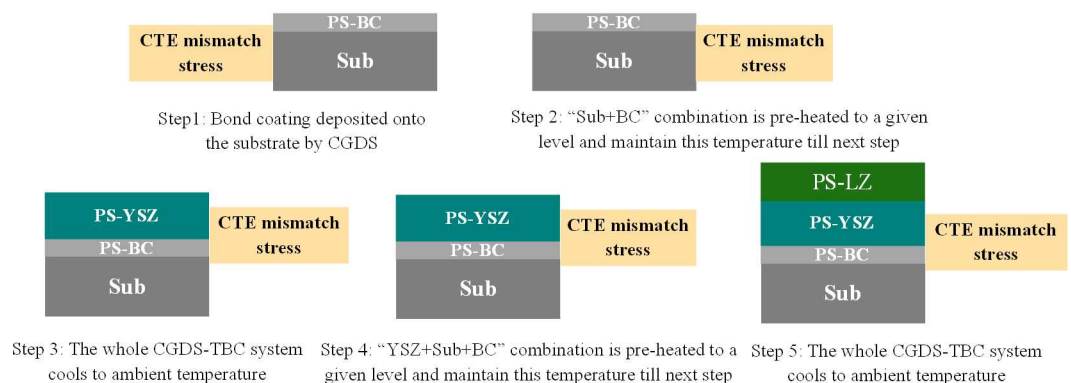 PS-BC
CTE mismatch
stress
Sub
Step1: Bond coating deposited onto
the substrate by CGDS
PS-BC
Sub
CTE mismatch
stress
Step 2: “Sub+BC” combination is pre-heated to a given
level and maintain this temperature till next step
PS-YSZ
PS-BC
Sub
CTE mismatch
stress
Step 3: The whole CGDS-TBC system
cools to ambient temperature
PS-YSZ
PS-BC
Sub
CTE mismatch
stress
Step 4: “YSZ+Sub+BC” combination is pre-heated to a
given level and maintain this temperature till next step
PS-LZ
PS-YSZ
PS-BC
Sub
CTE mismatch
stress
Step 5: The whole CGDS-TBC system
cools to ambient temperature